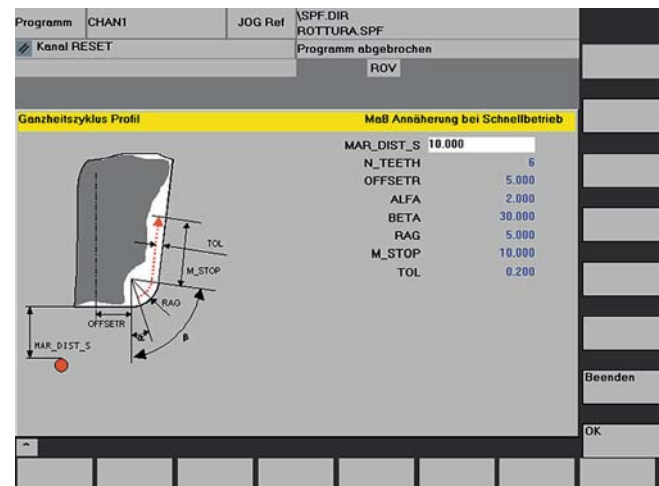 Programm CHAN1 JOG Ref \SPF.DIR
ROTTURA.SPF
Kanal RESET Programm abgebrochen
ROV
Ganzheitszyklus Profil Maß Annäherung bei Schnellbetrieb
MAR_DIST_S 10.000
N_TEETH 6
OFFSETR 5.000
ALFA 2.000
BETA 30.000
RAG 5.000
M_STOP 10.000
TOL 0.200
TOL
M_STOP
RAG
OFFSETR
α
β
MAR_DIST_S
Beenden
OK
^